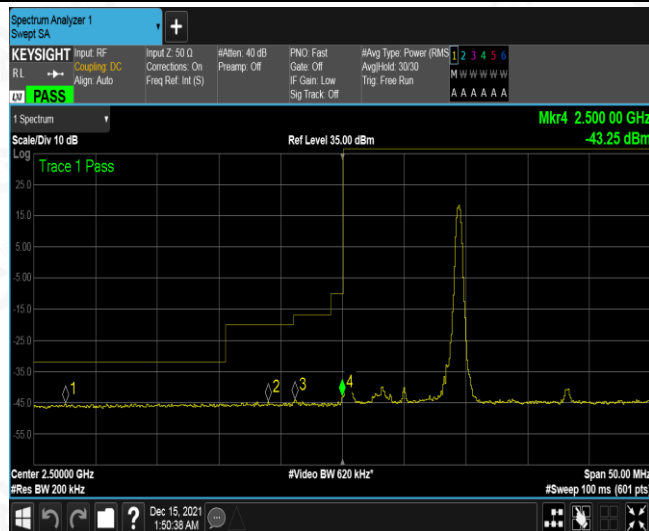 Spectrum Analyzer 1
Swept SA
+
KEYSIGHT
RL
LXI PASS
Input: RF
Coupling: DC
Align: Auto
Input Z: 50 Ω
Corrections: On
Freq Ref: Int (S)
#Atten: 40 dB
Preamp: Off
PNO: Fast
Gate: Off
IF Gain: Low
Sig Track: Off
#Avg Type: Power (RMS
Avg|Hold: 30/30
Trig: Free Run
1 2 3 4 5 6
M W W W W W
A A A A A A
1 Spectrum
Scale/Div 10 dB
Ref Level 35.00 dBm
Mkr4 2.500 00 GHz
-43.25 dBm
Log
Trace 1 Pass
25.0
15.0
5.00
-5.00
-15.0
-25.0
-35.0
-45.0
-55.0
1
2
3
4
Center 2.50000 GHz
#Video BW 620 kHz*
Span 50.00 MHz
#Res BW 200 kHz
#Sweep 100 ms (601 pts)
?
Dec 15, 2021
1:50:38 AM